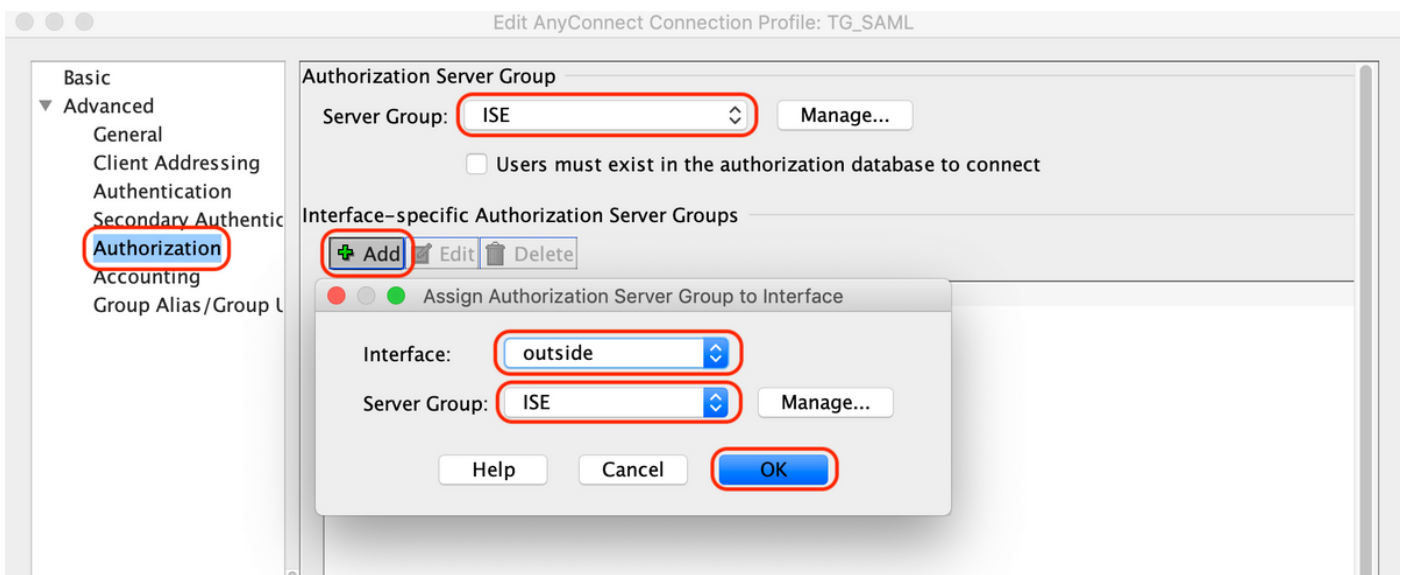 Edit AnyConnect Connection Profile: TG_SAML
Basic
Advanced
General
Client Addressing
Authentication
Secondary Authentic
Authorization
Accounting
Group Alias/Group U
Authorization Server Group
Server Group: ISE Manage...
Users must exist in the authorization database to connect
Interface-specific Authorization Server Groups
Add Edit Delete
Assign Authorization Server Group to Interface
Interface: outside
Server Group: ISE Manage...
Help Cancel OK